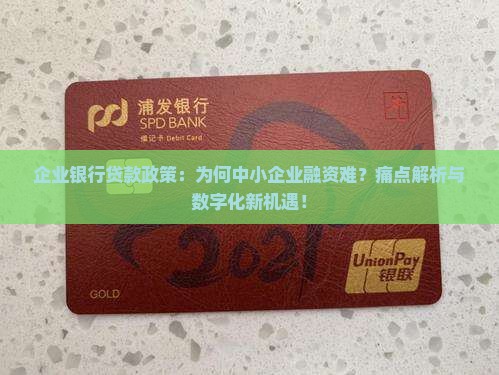 浦发银行
SPD BANK
借记卡 Debit Card
牛
企业银行贷款政策：为何中小企业融资难？痛点解析与
数字化新机遇！
2021
GOLD
UnionPay
银联